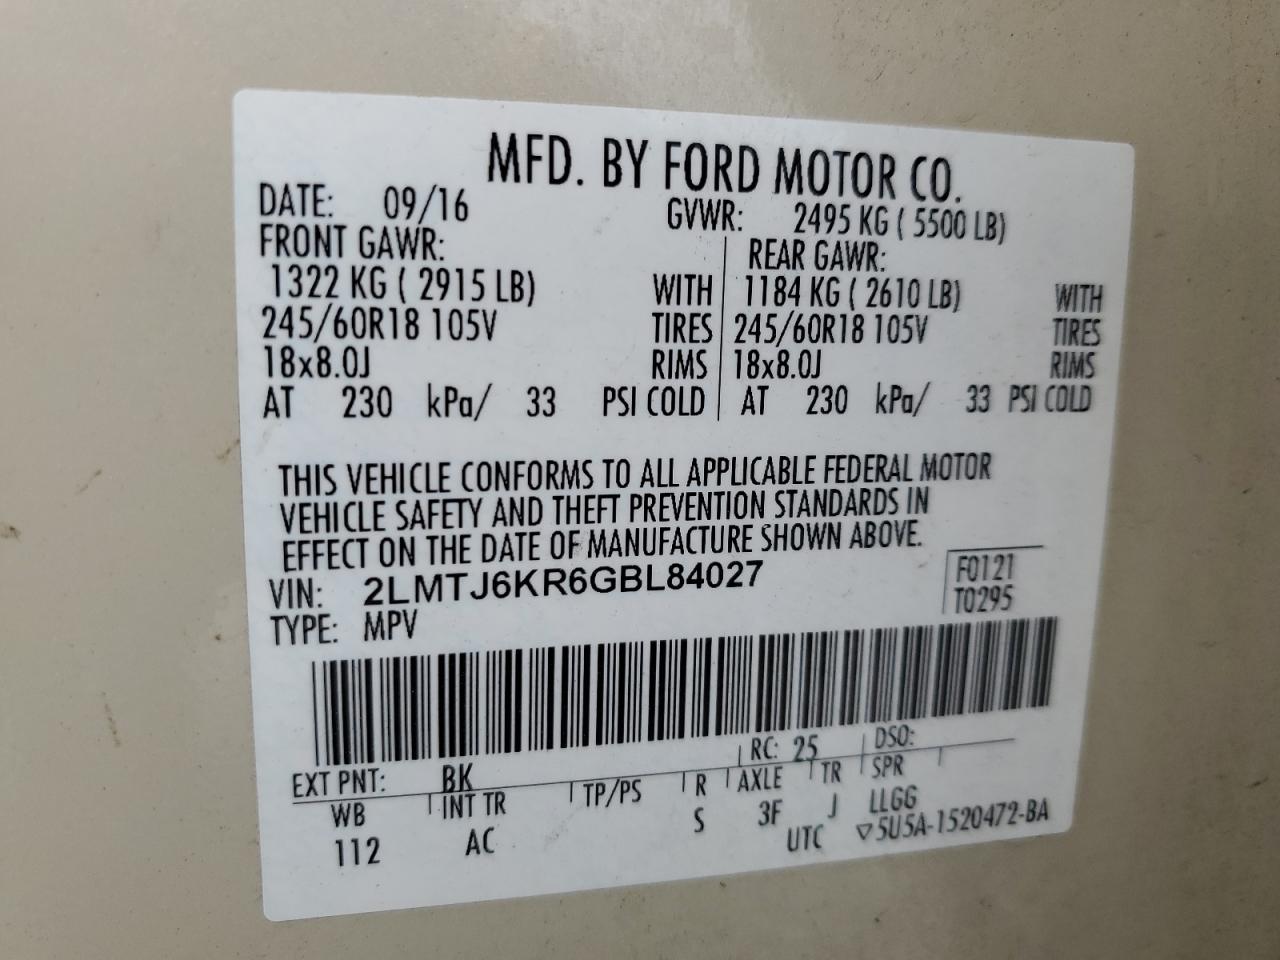 MFD. BY FORD MOTOR CO.
DATE: 09/16 GVWR: 2495 KG ( 5500 LB)
FRONT GAWR: REAR GAWR:
1322 KG ( 2915 LB) WITH 1184 KG ( 2610 LB) WITH
245/60R18 105V TIRES 245/60R18 105V TIRES
18x8.0J RIMS 18x8.0J RIMS
AT 230 kPa/ 33 PSI COLD AT 230 kPa/ 33 PSI COLD
THIS VEHICLE CONFORMS TO ALL APPLICABLE FEDERAL MOTOR
VEHICLE SAFETY AND THEFT PREVENTION STANDARDS IN
EFFECT ON THE DATE OF MANUFACTURE SHOWN ABOVE.
VIN: 2LMTJ6KR6GBL84027 F0121
TYPE: MPV T0295
EXT PNT: BK RC: 25 DSO:
WB INT TR TP/PS R AXLE TR SPR
112 AC S 3F J LLGG
UTC ▽5U5A-1520472-BA